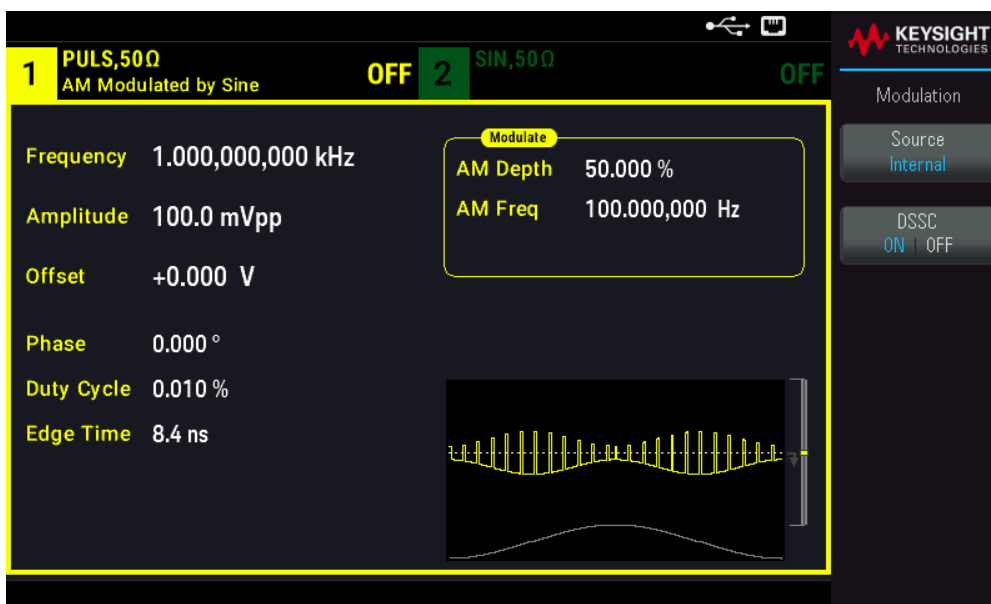 KEYSIGHT
TECHNOLOGIES
1 PULS,50Ω
AM Modulated by Sine
OFF
2 SIN,50Ω
OFF
Frequency 1.000,000,000 kHz
Amplitude 100.0 mVpp
Offset +0.000 V
Phase 0.000 °
Duty Cycle 0.010 %
Edge Time 8.4 ns
Modulate
AM Depth 50.000 %
AM Freq 100.000,000 Hz
Modulation
Source
Internal
DSSC
ON | OFF